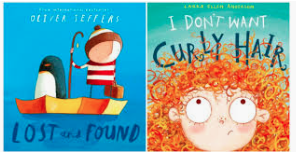 OLIVER JEFFERS
LOST and FOUND
LAURA ELLEN ANDERSON
I DON'T WANT
CURLY HAIR